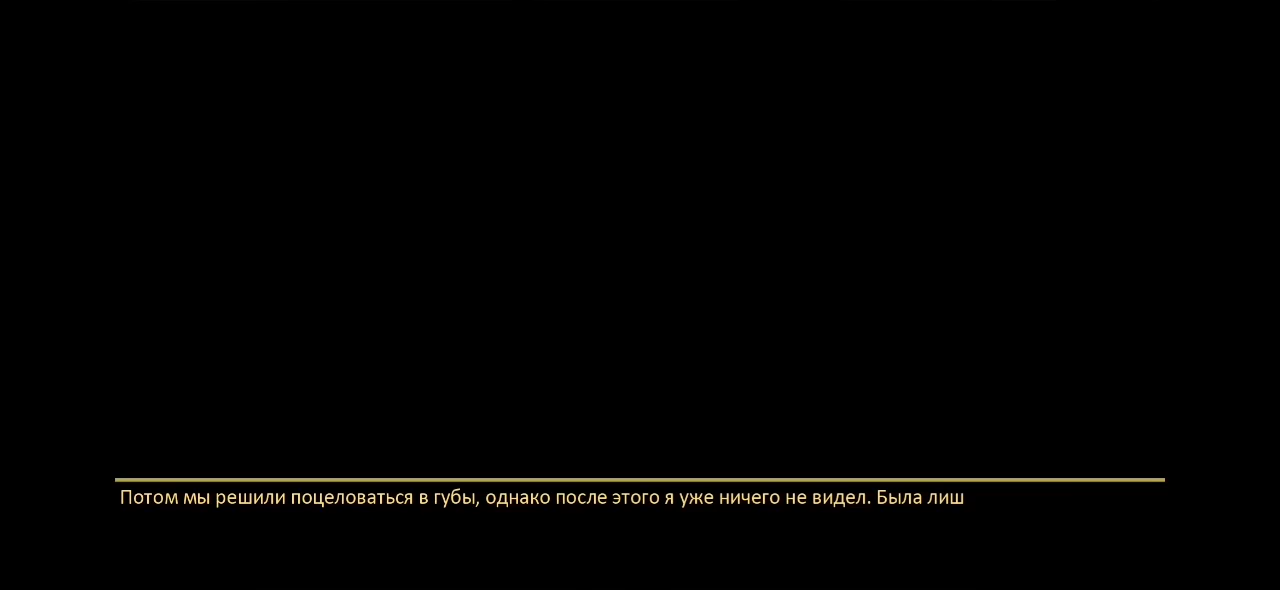 Потом мы решили поцеловаться в губы, однако после этого я уже ничего не видел. Была лиш